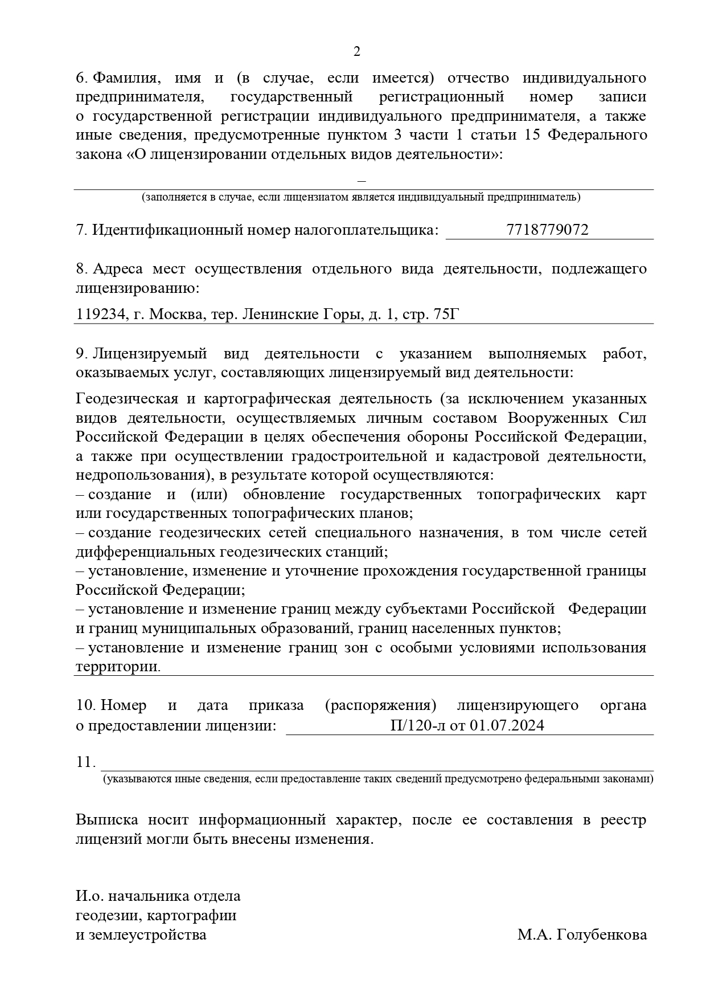 2
6. Фамилия, имя и (в случае, если имеется) отчество индивидуального
предпринимателя, государственный регистрационный номер записи
о государственной регистрации индивидуального предпринимателя, а также
иные сведения, предусмотренные пунктом 3 части 1 статьи 15 Федерального
закона «О лицензировании отдельных видов деятельности»:
–
(заполняется в случае, если лицензиатом является индивидуальный предприниматель)
7. Идентификационный номер налогоплательщика: 7718779072
8. Адреса мест осуществления отдельного вида деятельности, подлежащего
лицензированию:
119234, г. Москва, тер. Ленинские Горы, д. 1, стр. 75Г
9. Лицензируемый вид деятельности с указанием выполняемых работ,
оказываемых услуг, составляющих лицензируемый вид деятельности:
Геодезическая и картографическая деятельность (за исключением указанных
видов деятельности, осуществляемых личным составом Вооруженных Сил
Российской Федерации в целях обеспечения обороны Российской Федерации,
а также при осуществлении градостроительной и кадастровой деятельности,
недропользования), в результате которой осуществляются:
– создание и (или) обновление государственных топографических карт
или государственных топографических планов;
– создание геодезических сетей специального назначения, в том числе сетей
дифференциальных геодезических станций;
– установление, изменение и уточнение прохождения государственной границы
Российской Федерации;
– установление и изменение границ между субъектами Российской Федерации
и границ муниципальных образований, границ населенных пунктов;
– установление и изменение границ зон с особыми условиями использования
территории.
10. Номер и дата приказа (распоряжения) лицензирующего органа
о предоставлении лицензии: П/120-л от 01.07.2024
11.
(указываются иные сведения, если предоставление таких сведений предусмотрено федеральными законами)
Выписка носит информационный характер, после ее составления в реестр
лицензий могли быть внесены изменения.
И.о. начальника отдела
геодезии, картографии
и землеустройства М.А. Голубенкова